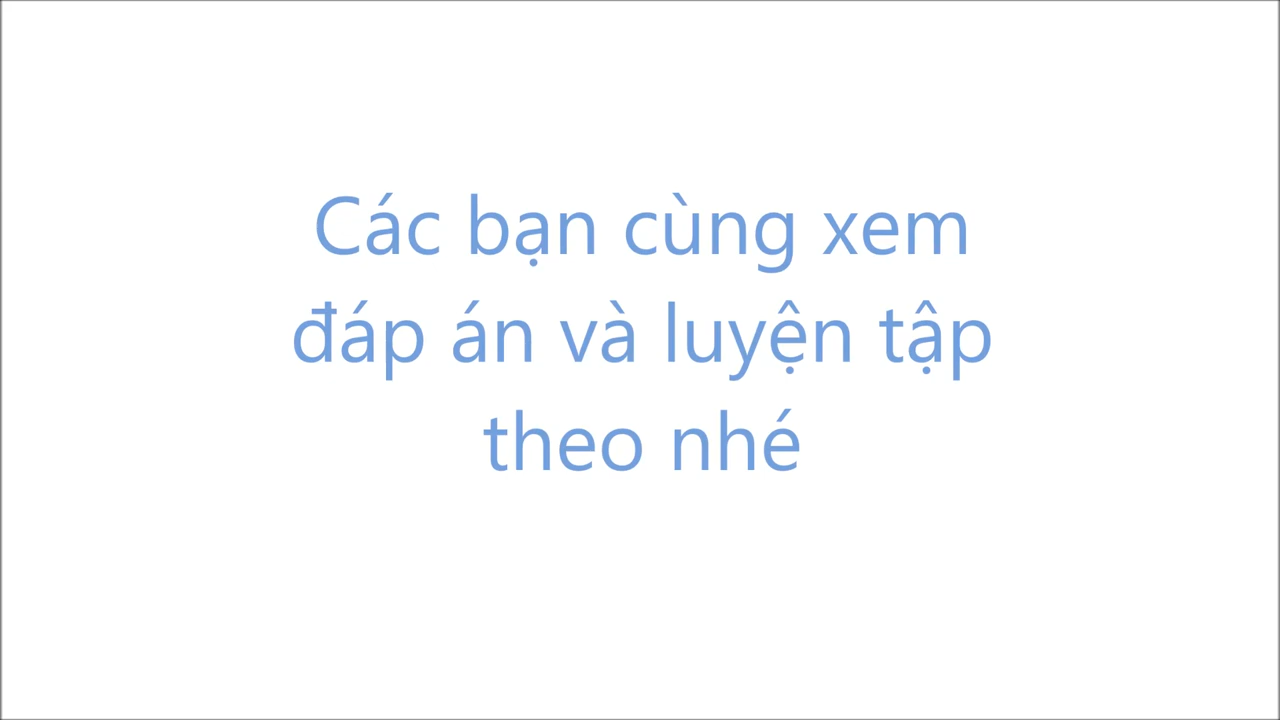 Các bạn cùng xem
đáp án và luyện tập
theo nhé